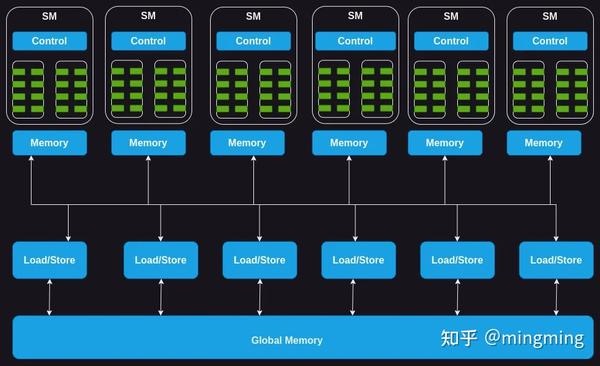 SM SM SM SM SM SM
Control Control Control Control Control Control
Memory Memory Memory Memory Memory Memory
Load/Store Load/Store Load/Store Load/Store Load/Store Load/Store
Global Memory
知乎 @mingming